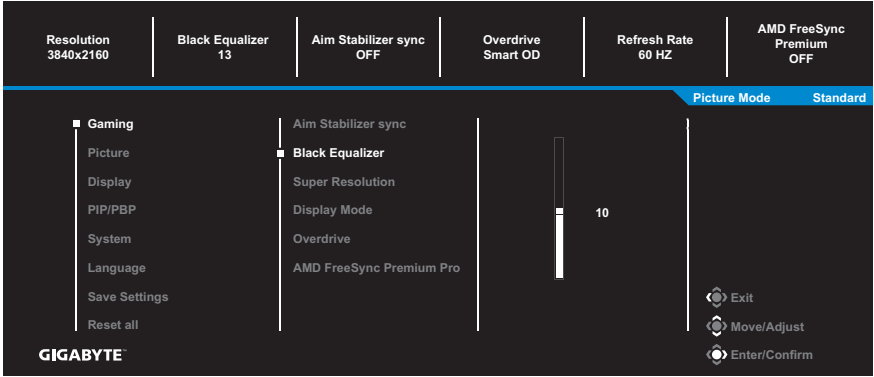 Resolution
3840x2160
Black Equalizer
13
Aim Stabilizer sync
OFF
Overdrive
Smart OD
Refresh Rate
60 HZ
AMD FreeSync
Premium
OFF
Picture Mode Standard
Gaming
Picture
Display
PIP/PBP
System
Language
Save Settings
Reset all
Aim Stabilizer sync
Black Equalizer
Super Resolution
Display Mode
Overdrive
AMD FreeSync Premium Pro
10
Exit
Move/Adjust
Enter/Confirm
GIGABYTE™